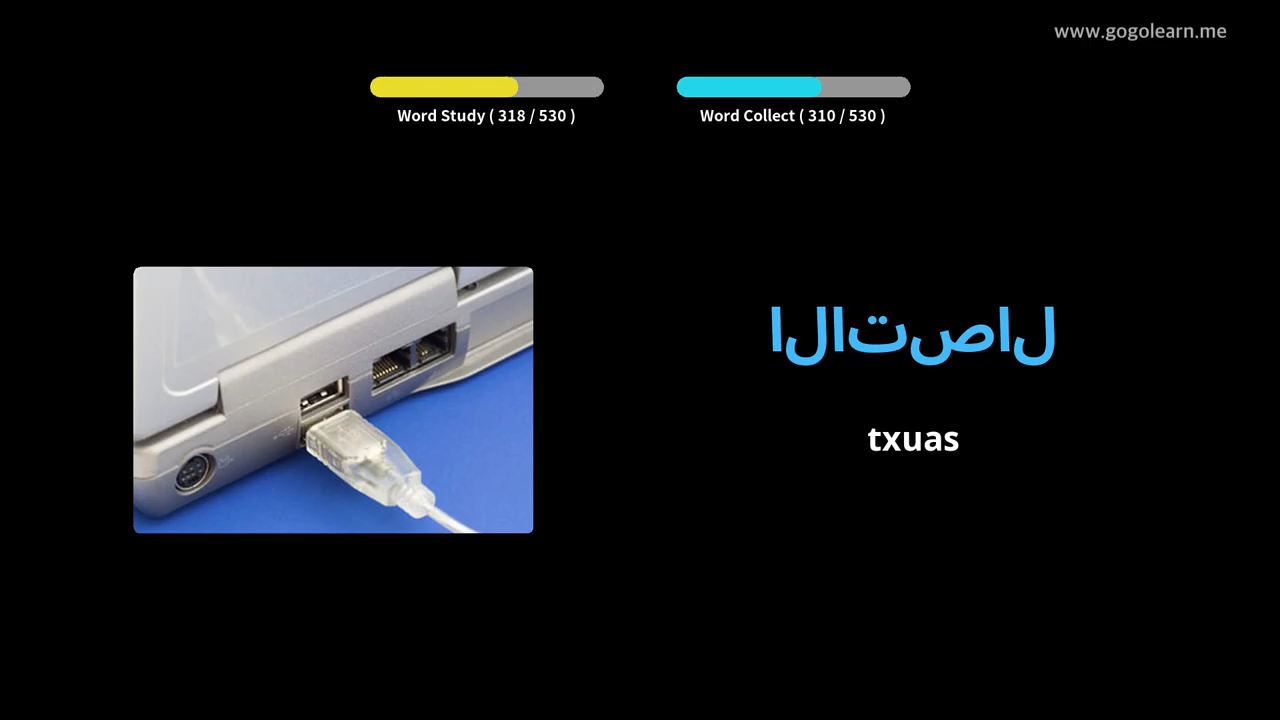 www.gogolearn.me
Word Study ( 318 / 530 )
Word Collect ( 310 / 530 )
الاتصال
txuas